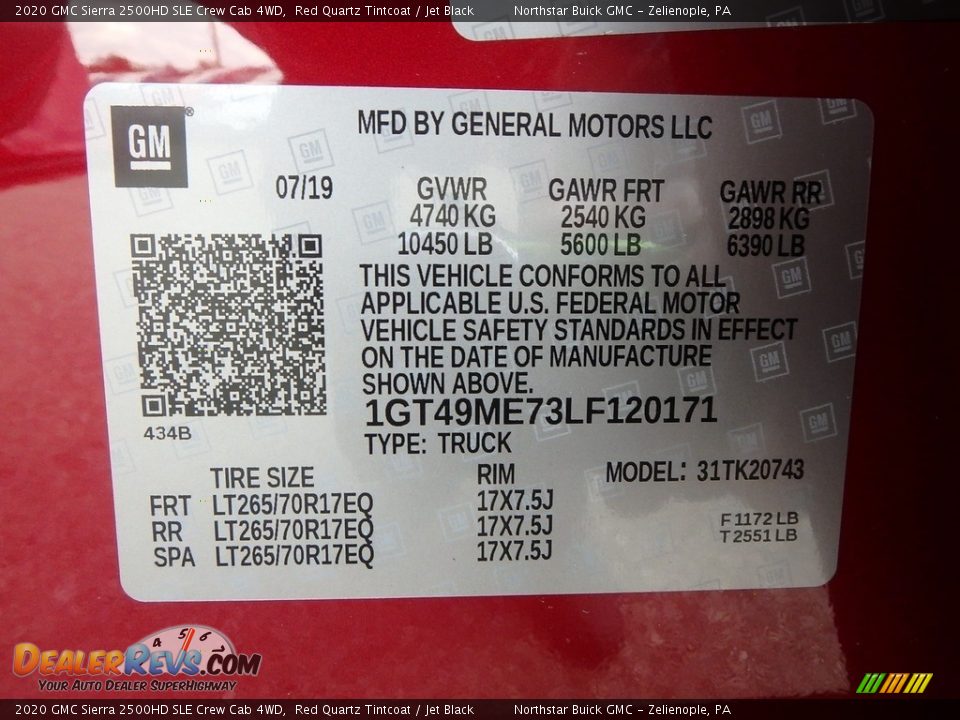 2020 GMC Sierra 2500HD SLE Crew Cab 4WD, Red Quartz Tintcoat / Jet Black Northstar Buick GMC - Zelienople, PA
GM®
MFD BY GENERAL MOTORS LLC
07/19 GVWR GAWR FRT GAWR RR
4740 KG 2540 KG 2898 KG
10450 LB 5600 LB 6390 LB
THIS VEHICLE CONFORMS TO ALL
APPLICABLE U.S. FEDERAL MOTOR
VEHICLE SAFETY STANDARDS IN EFFECT
ON THE DATE OF MANUFACTURE
SHOWN ABOVE.
1GT49ME73LF120171
434B
TYPE: TRUCK
TIRE SIZE RIM MODEL: 31TK20743
FRT LT265/70R17EQ 17X7.5J
RR LT265/70R17EQ 17X7.5J
SPA LT265/70R17EQ 17X7.5J
F1172 LB
T2551 LB
4 5 6
DEALERREVS.COM
YOUR AUTO DEALER SUPERHIGHWAY
2020 GMC Sierra 2500HD SLE Crew Cab 4WD, Red Quartz Tintcoat / Jet Black Northstar Buick GMC - Zelienople, PA